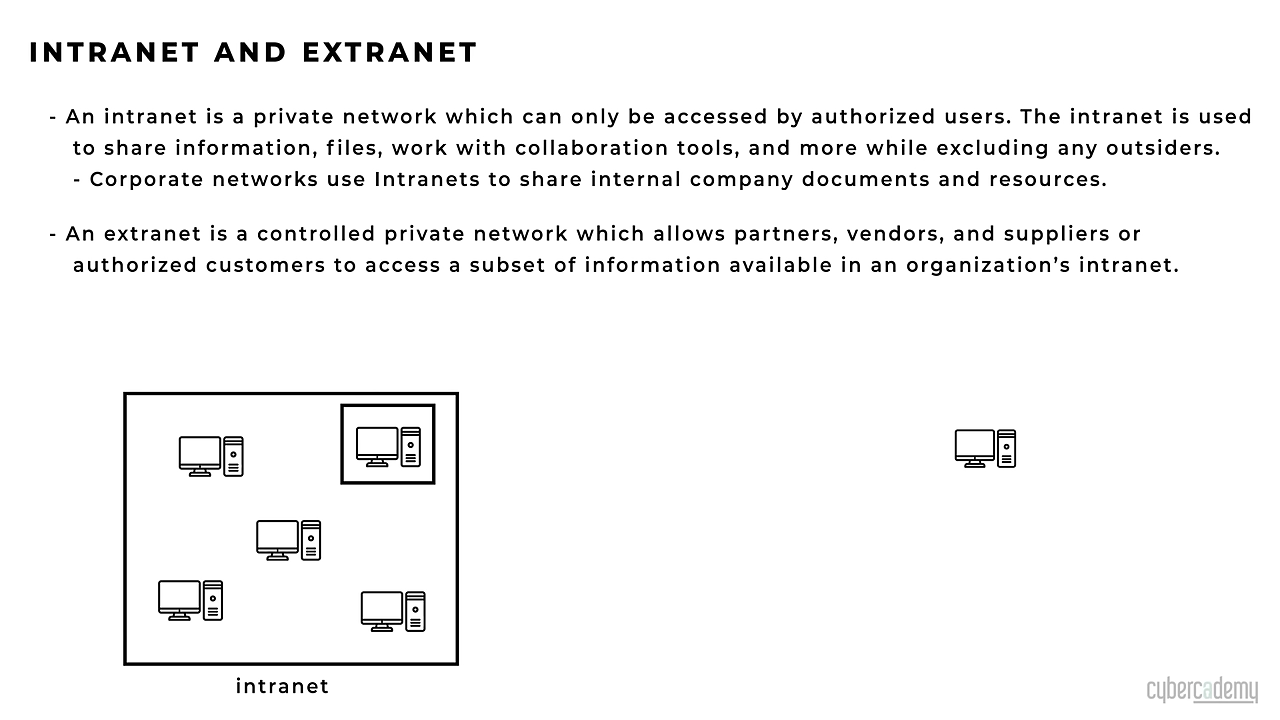 INTRANET AND EXTRANET
- An intranet is a private network which can only be accessed by authorized users. The intranet is used
to share information, files, work with collaboration tools, and more while excluding any outsiders.
- Corporate networks use Intranets to share internal company documents and resources.
- An extranet is a controlled private network which allows partners, vendors, and suppliers or
authorized customers to access a subset of information available in an organization’s intranet.
intranet
cybercademy